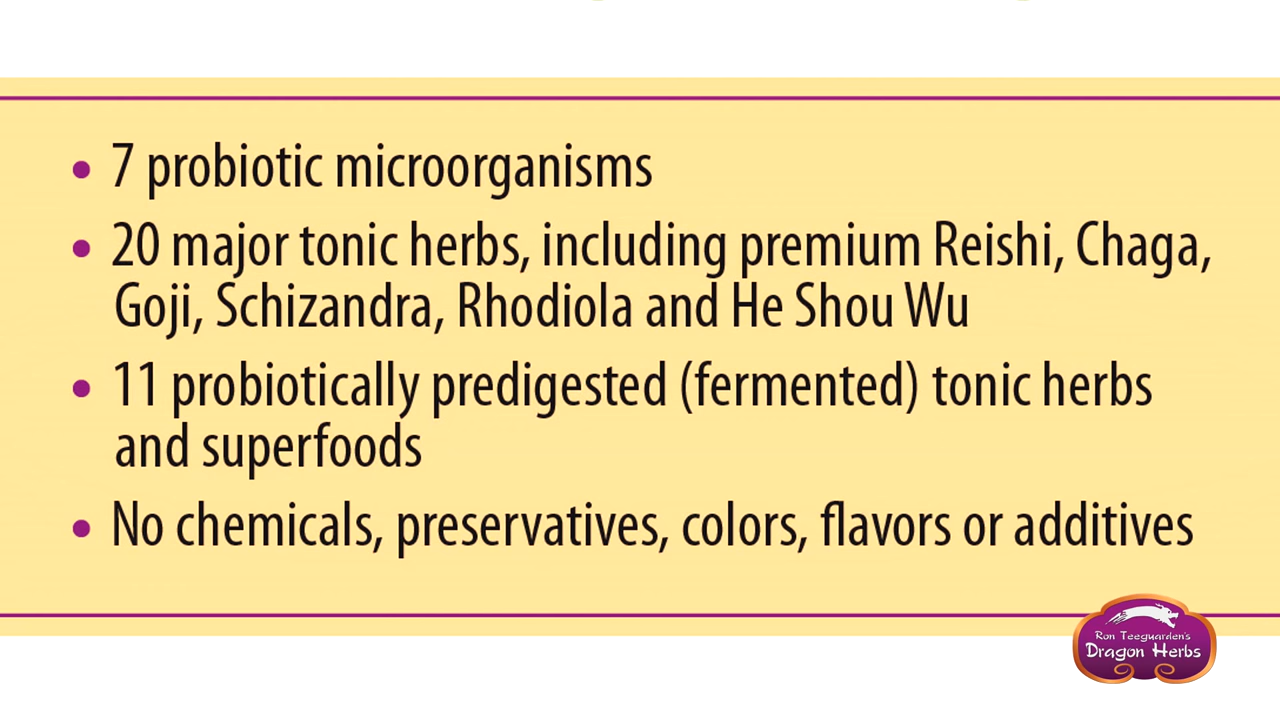 • 7 probiotic microorganisms
• 20 major tonic herbs, including premium Reishi, Chaga,
Goji, Schizandra, Rhodiola and He Shou Wu
• 11 probiotically predigested (fermented) tonic herbs
and superfoods
• No chemicals, preservatives, colors, flavors or additives
Ron Teeguarden's
Dragon Herbs